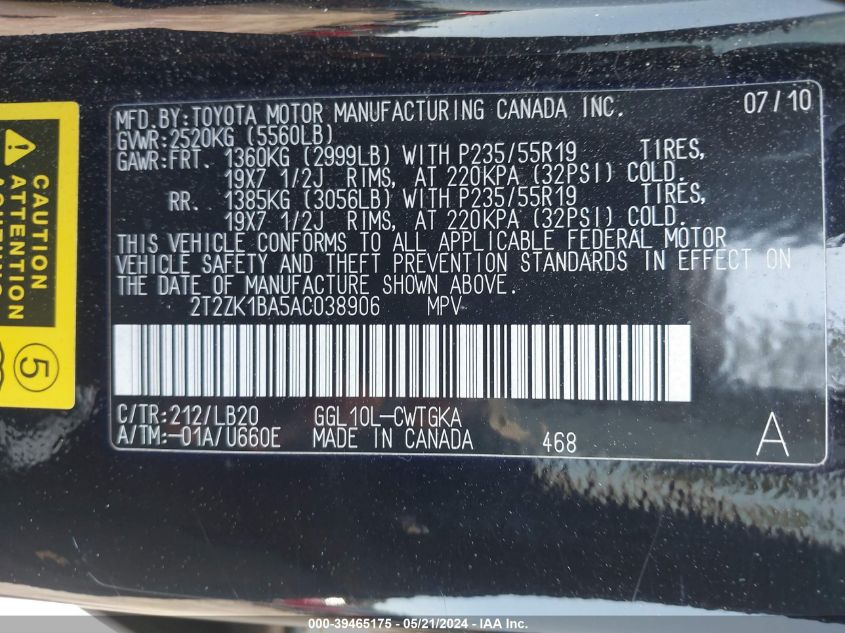 MFD.BY:TOYOTA MOTOR MANUFACTURING CANADA INC. 07/10
GVWR:2520KG (5560LB)
GAWR:FRT. 1360KG (2999LB) WITH P235/55R19 TIRES,
19X7 1/2J RIMS, AT 220KPA (32PSI) COLD.
RR. 1385KG (3056LB) WITH P235/55R19 TIRES,
19X7 1/2J RIMS, AT 220KPA (32PSI) COLD.
THIS VEHICLE CONFORMS TO ALL APPLICABLE FEDERAL MOTOR
VEHICLE SAFETY AND THEFT PREVENTION STANDARDS IN EFFECT ON
THE DATE OF MANUFACTURE SHOWN ABOVE.
2T2ZK1BA5AC038906 MPV
C/TR:212/LB20 GGL10L-CWTGKA
A/TM:-01A/U660E MADE IN CANADA 468 A
CAUTION
ATTENTION
5
000-39465175 - 05/21/2024 - IAA Inc.